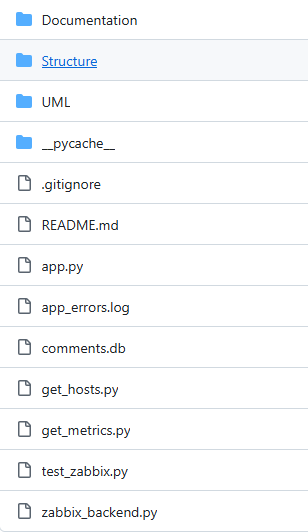 Documentation
Structure
UML
__pycache__
.gitignore
README.md
app.py
app_errors.log
comments.db
get_hosts.py
get_metrics.py
test_zabbix.py
zabbix_backend.py